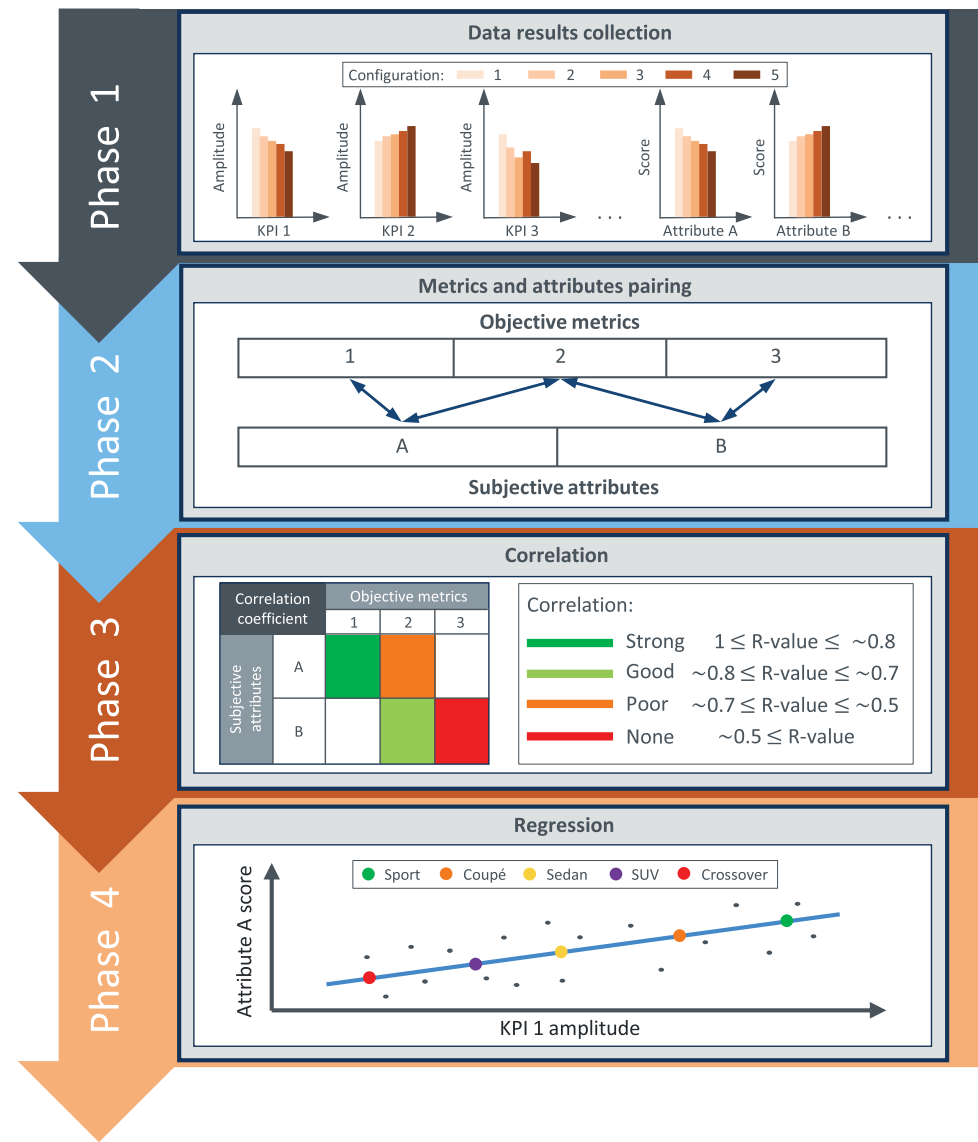 Phase 1
Data results collection
Configuration: 1 2 3 4 5
Amplitude
KPI 1
Amplitude
KPI 2
Amplitude
KPI 3
. . .
Score
Attribute A
Score
Attribute B
. . .
Phase 2
Metrics and attributes pairing
Objective metrics
1 2 3
A B
Subjective attributes
Phase 3
Correlation
Correlation
coefficient
Objective metrics
1 2 3
Subjective
attributes
A
B
Correlation:
Strong 1 ≤ R-value ≤ ~0.8
Good ~0.8 ≤ R-value ≤ ~0.7
Poor ~0.7 ≤ R-value ≤ ~0.5
None ~0.5 ≤ R-value
Phase 4
Regression
Sport Coupé Sedan SUV Crossover
Attribute A score
KPI 1 amplitude